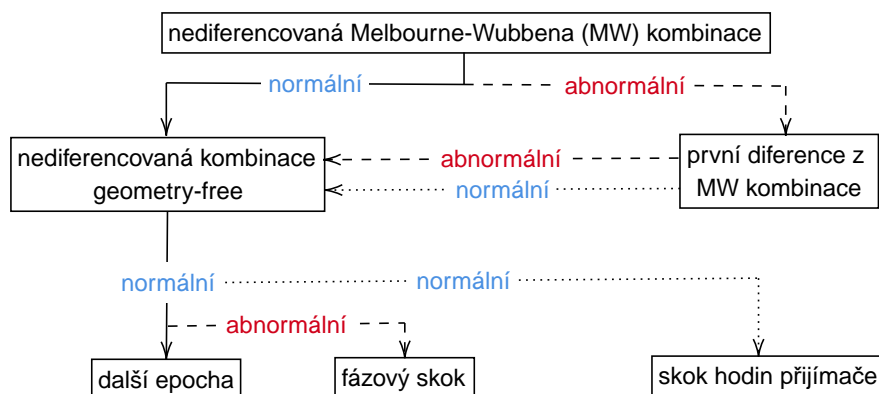 nediferencovaná Melbourne-Wubbena (MW) kombinace
normální
abnormální
nediferencovaná kombinace
geometry-free
abnormální
normální
první diference z
MW kombinace
normální
normální
abnormální
další epocha
fázový skok
skok hodin přijímače